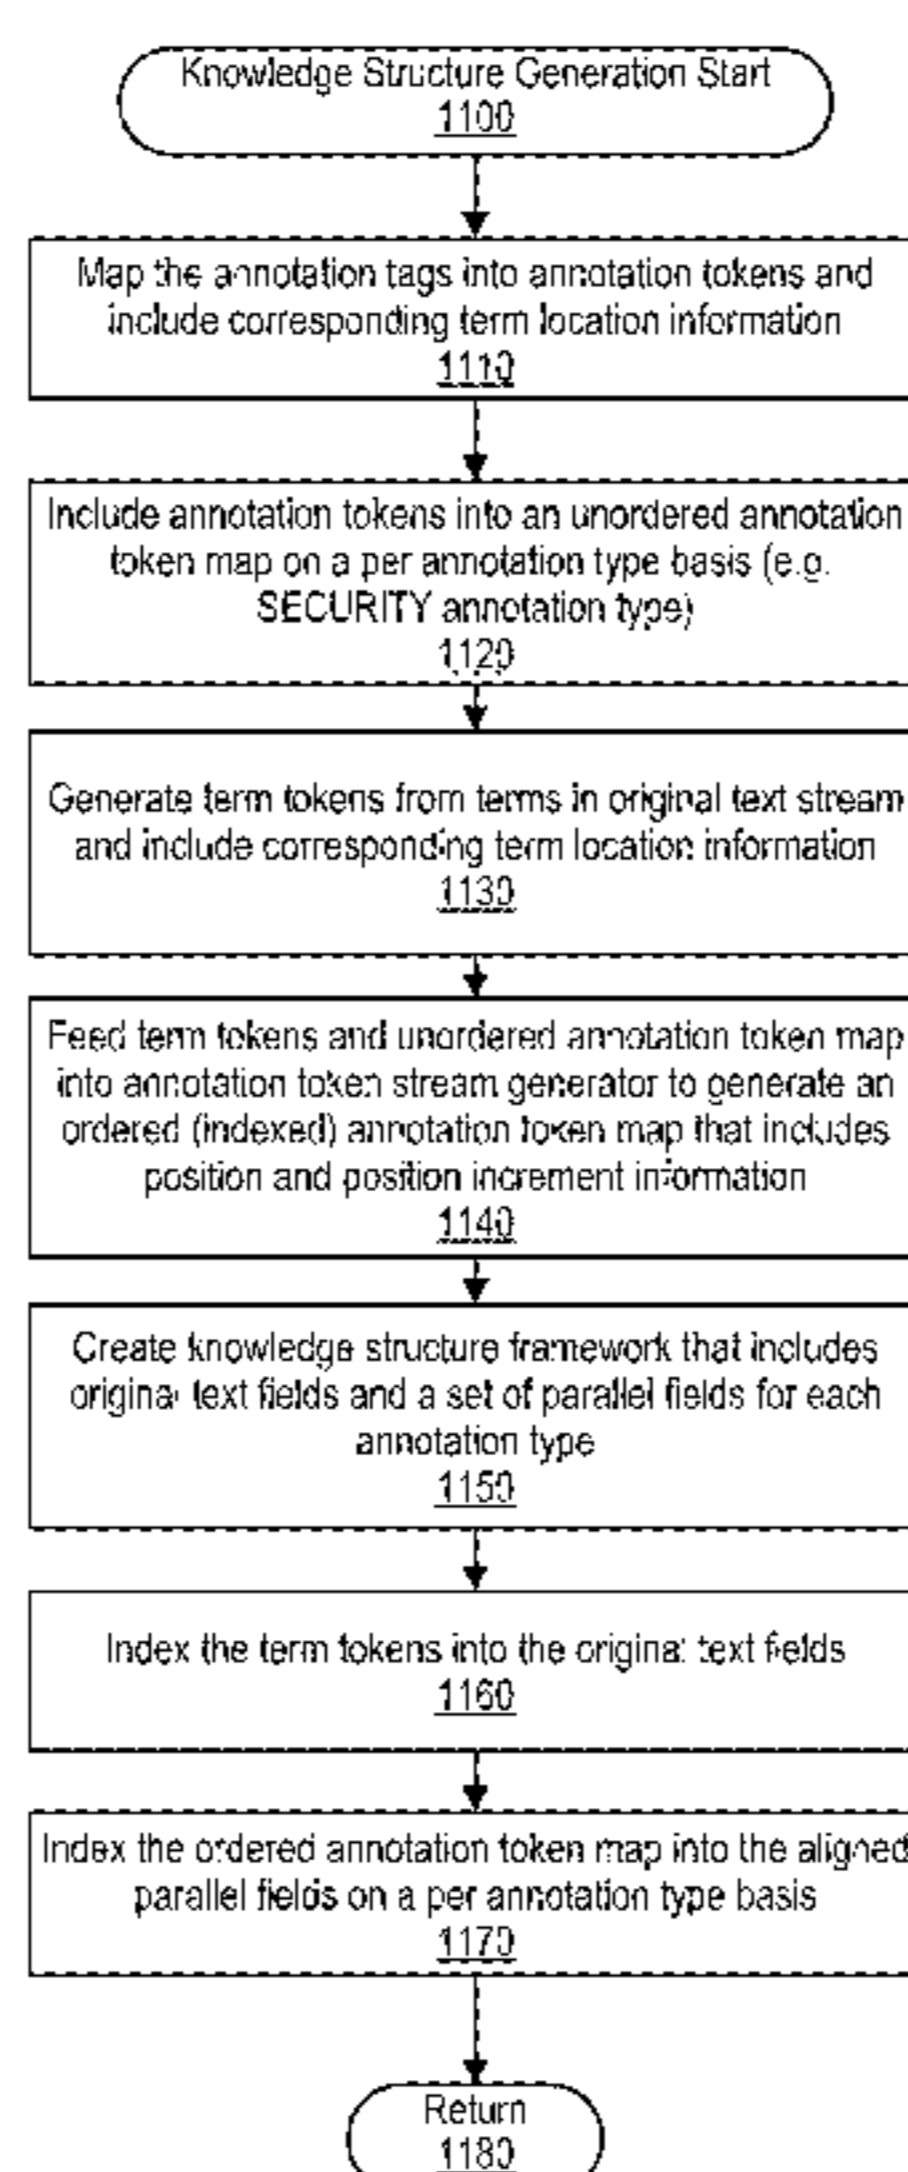 Knowledge Structure Generation Start
1100
Map the annotation tags into annotation tokens and
include corresponding term location information
1110
Include annotation tokens into an unordered annotation
token map on a per annotation type basis (e.g.
SECURITY annotation type)
1120
Generate term tokens from terms in original text stream
and include corresponding term location information
1130
Feed term tokens and unordered annotation token map
into annotation token stream generator to generate an
ordered (indexed) annotation token map that includes
position and position increment information
1140
Create knowledge structure framework that includes
original text fields and a set of parallel fields for each
annotation type
1150
Index the term tokens into the original text fields
1160
Index the ordered annotation token map into the aligned
parallel fields on a per annotation type basis
1170
Return
1180